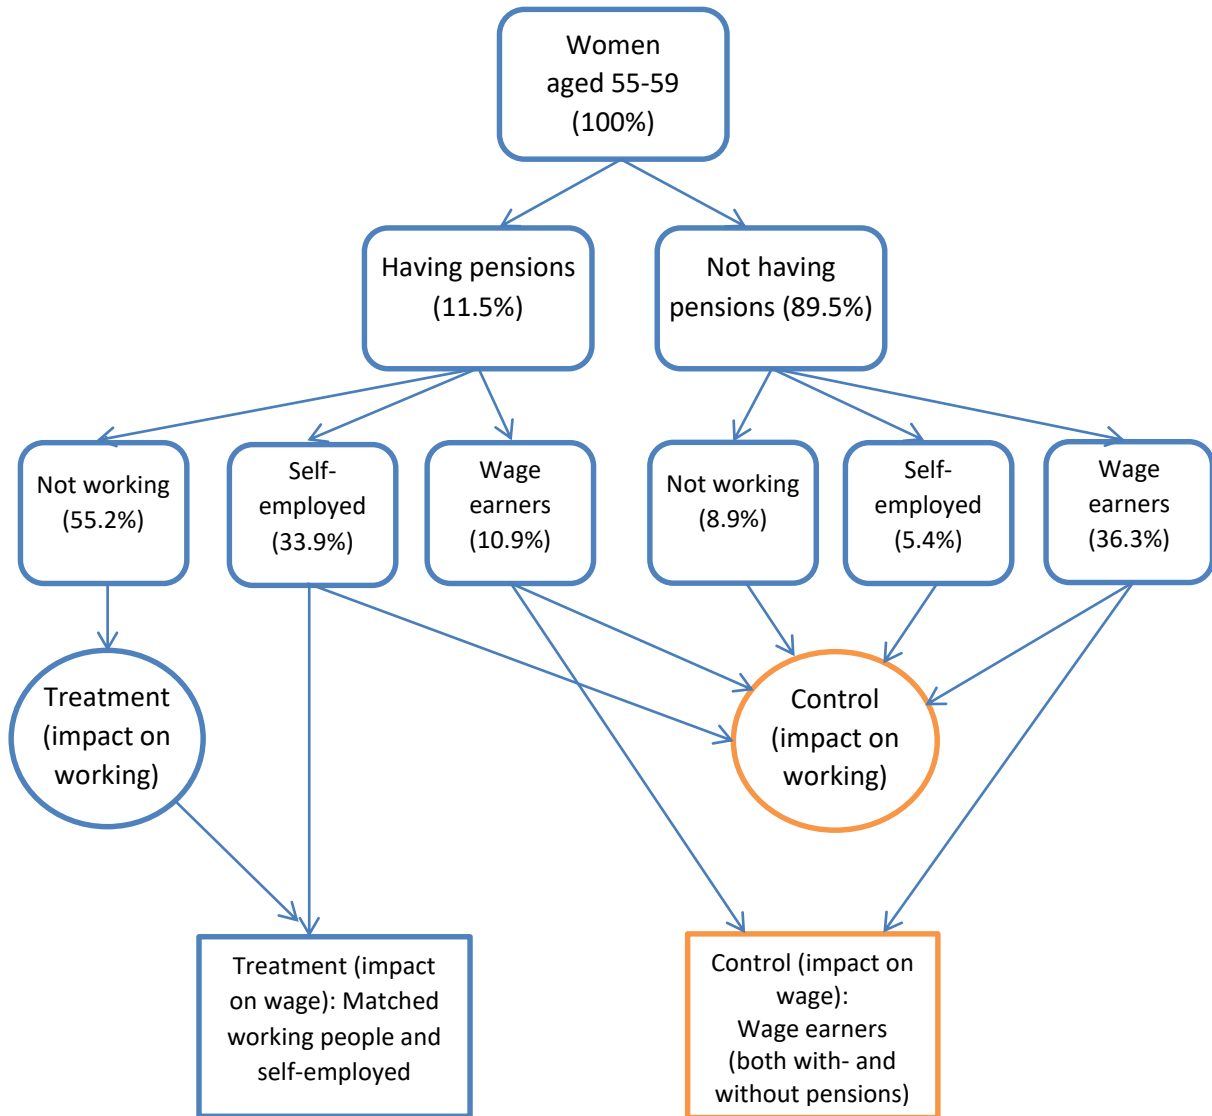 Women
aged 55-59
(100%)
Having pensions
(11.5%)
Not having
pensions (89.5%)
Not working
(55.2%)
Self-
employed
(33.9%)
Wage
earners
(10.9%)
Not working
(8.9%)
Self-
employed
(5.4%)
Wage
earners
(36.3%)
Treatment
(impact on
working)
Control
(impact on
working)
Treatment (impact
on wage): Matched
working people and
self-employed
Control (impact on
wage):
Wage earners
(both with- and
without pensions)